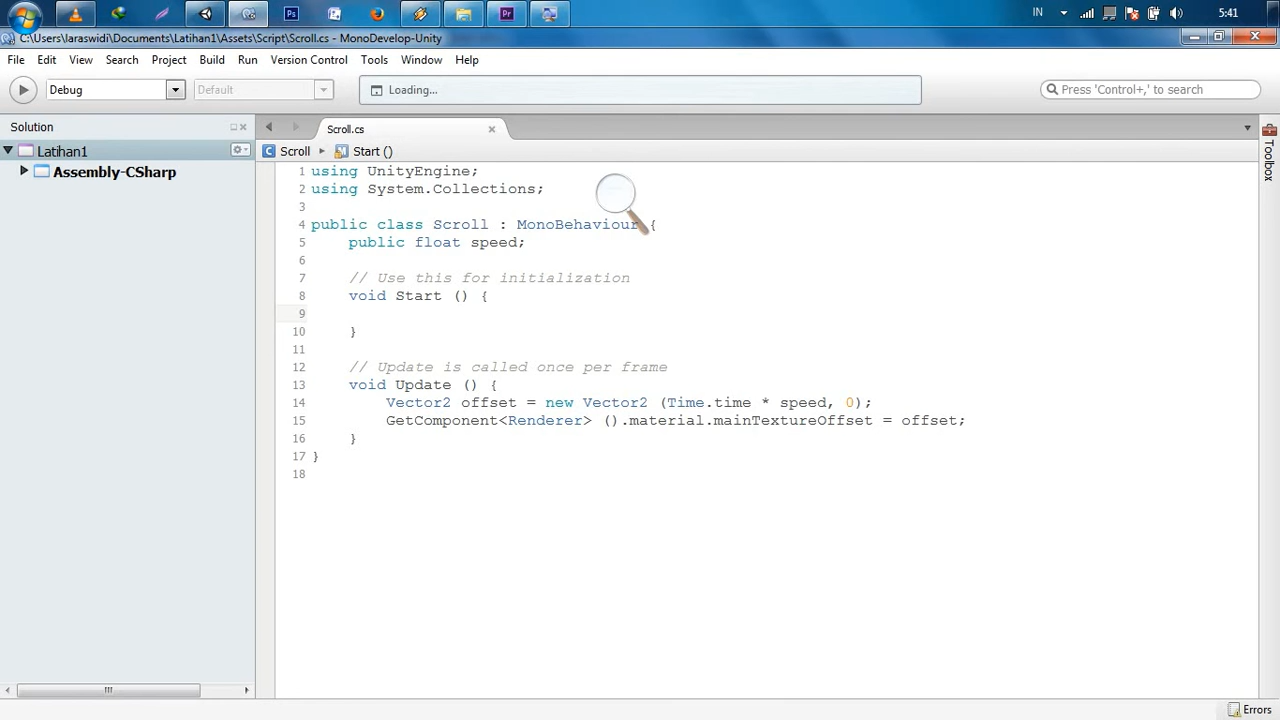 IN
5:41
C:\Users\laraswidi\Documents\Latihan1\Assets\Script\Scroll.cs - MonoDevelop-Unity
File Edit View Search Project Build Run Version Control Tools Window Help
Debug Default Loading... Press 'Control+,' to search
Solution
Latihan1
Assembly-CSharp
Scroll.cs
Scroll Start ()
1 using UnityEngine;
2 using System.Collections;
3
4 public class Scroll : MonoBehaviour {
5 public float speed;
6
7 // Use this for initialization
8 void Start () {
9
10 }
11
12 // Update is called once per frame
13 void Update () {
14 Vector2 offset = new Vector2 (Time.time * speed, 0);
15 GetComponent<Renderer> ().material.mainTextureOffset = offset;
16 }
17 }
18
Toolbox
Errors